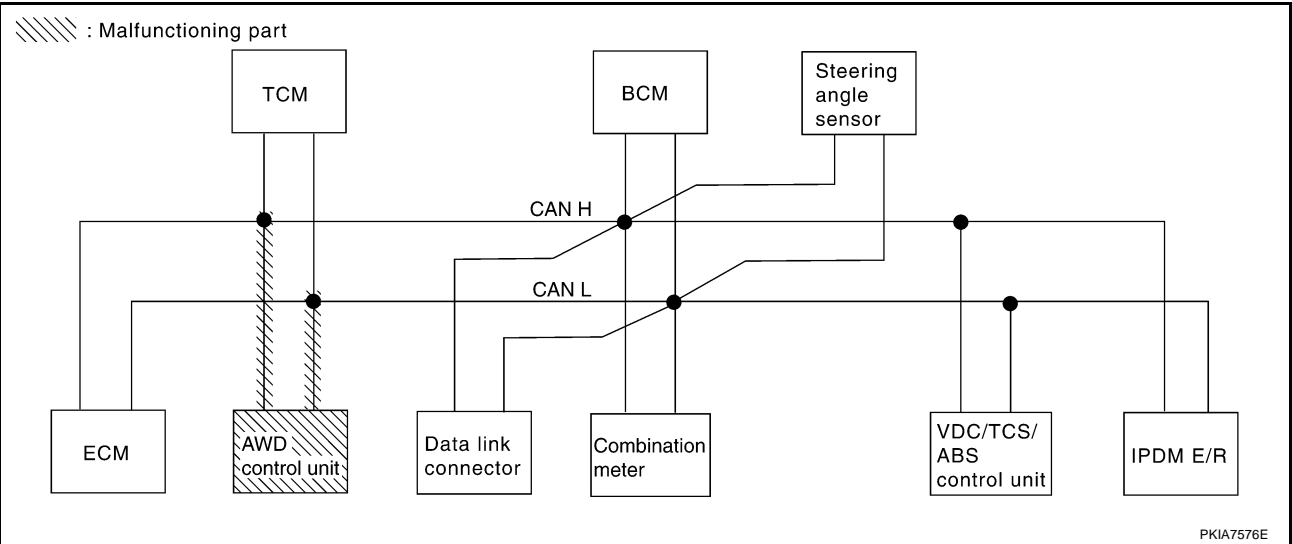 : Malfunctioning part
TCM
BCM
Steering
angle
sensor
CAN H
CAN L
ECM
AWD
control unit
Data link
connector
Combination
meter
VDC/TCS/
ABS
control unit
IPDM E/R
PKIA7576E